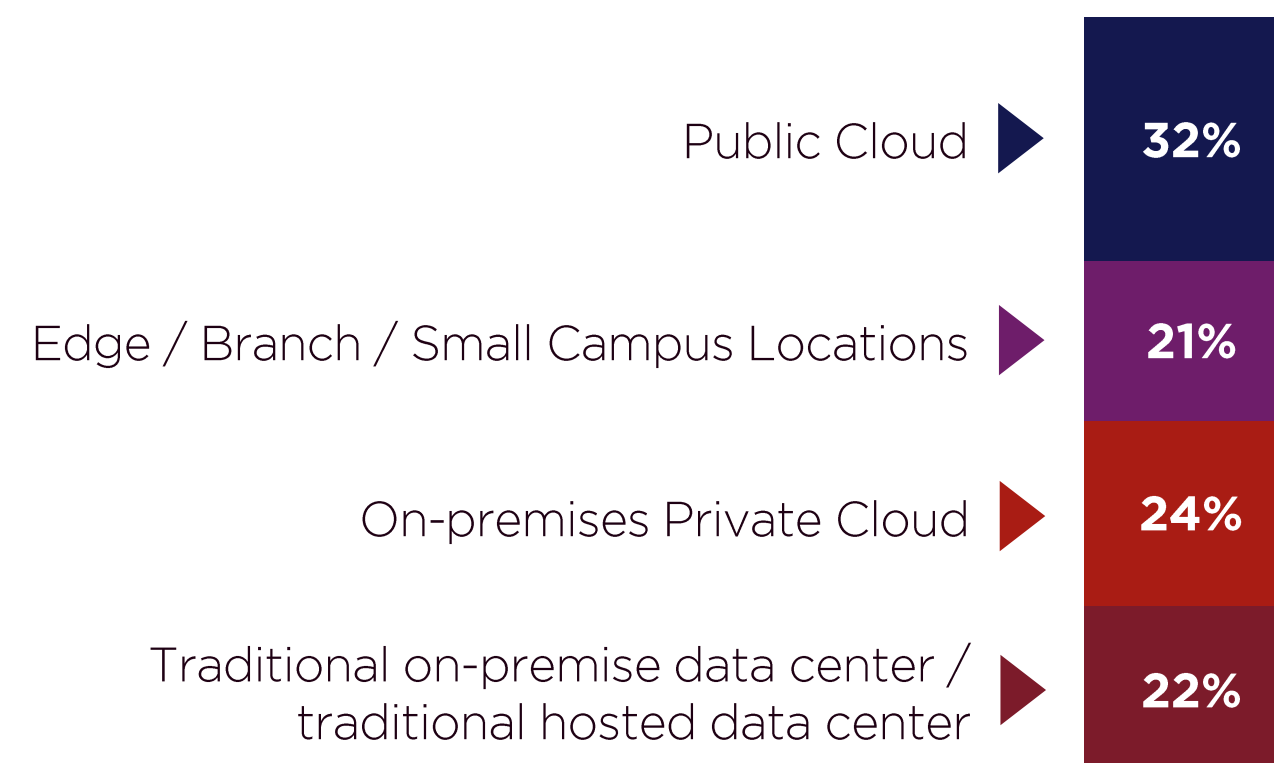 Public Cloud
32%
Edge / Branch / Small Campus Locations
21%
On-premises Private Cloud
24%
Traditional on-premise data center /
traditional hosted data center
22%